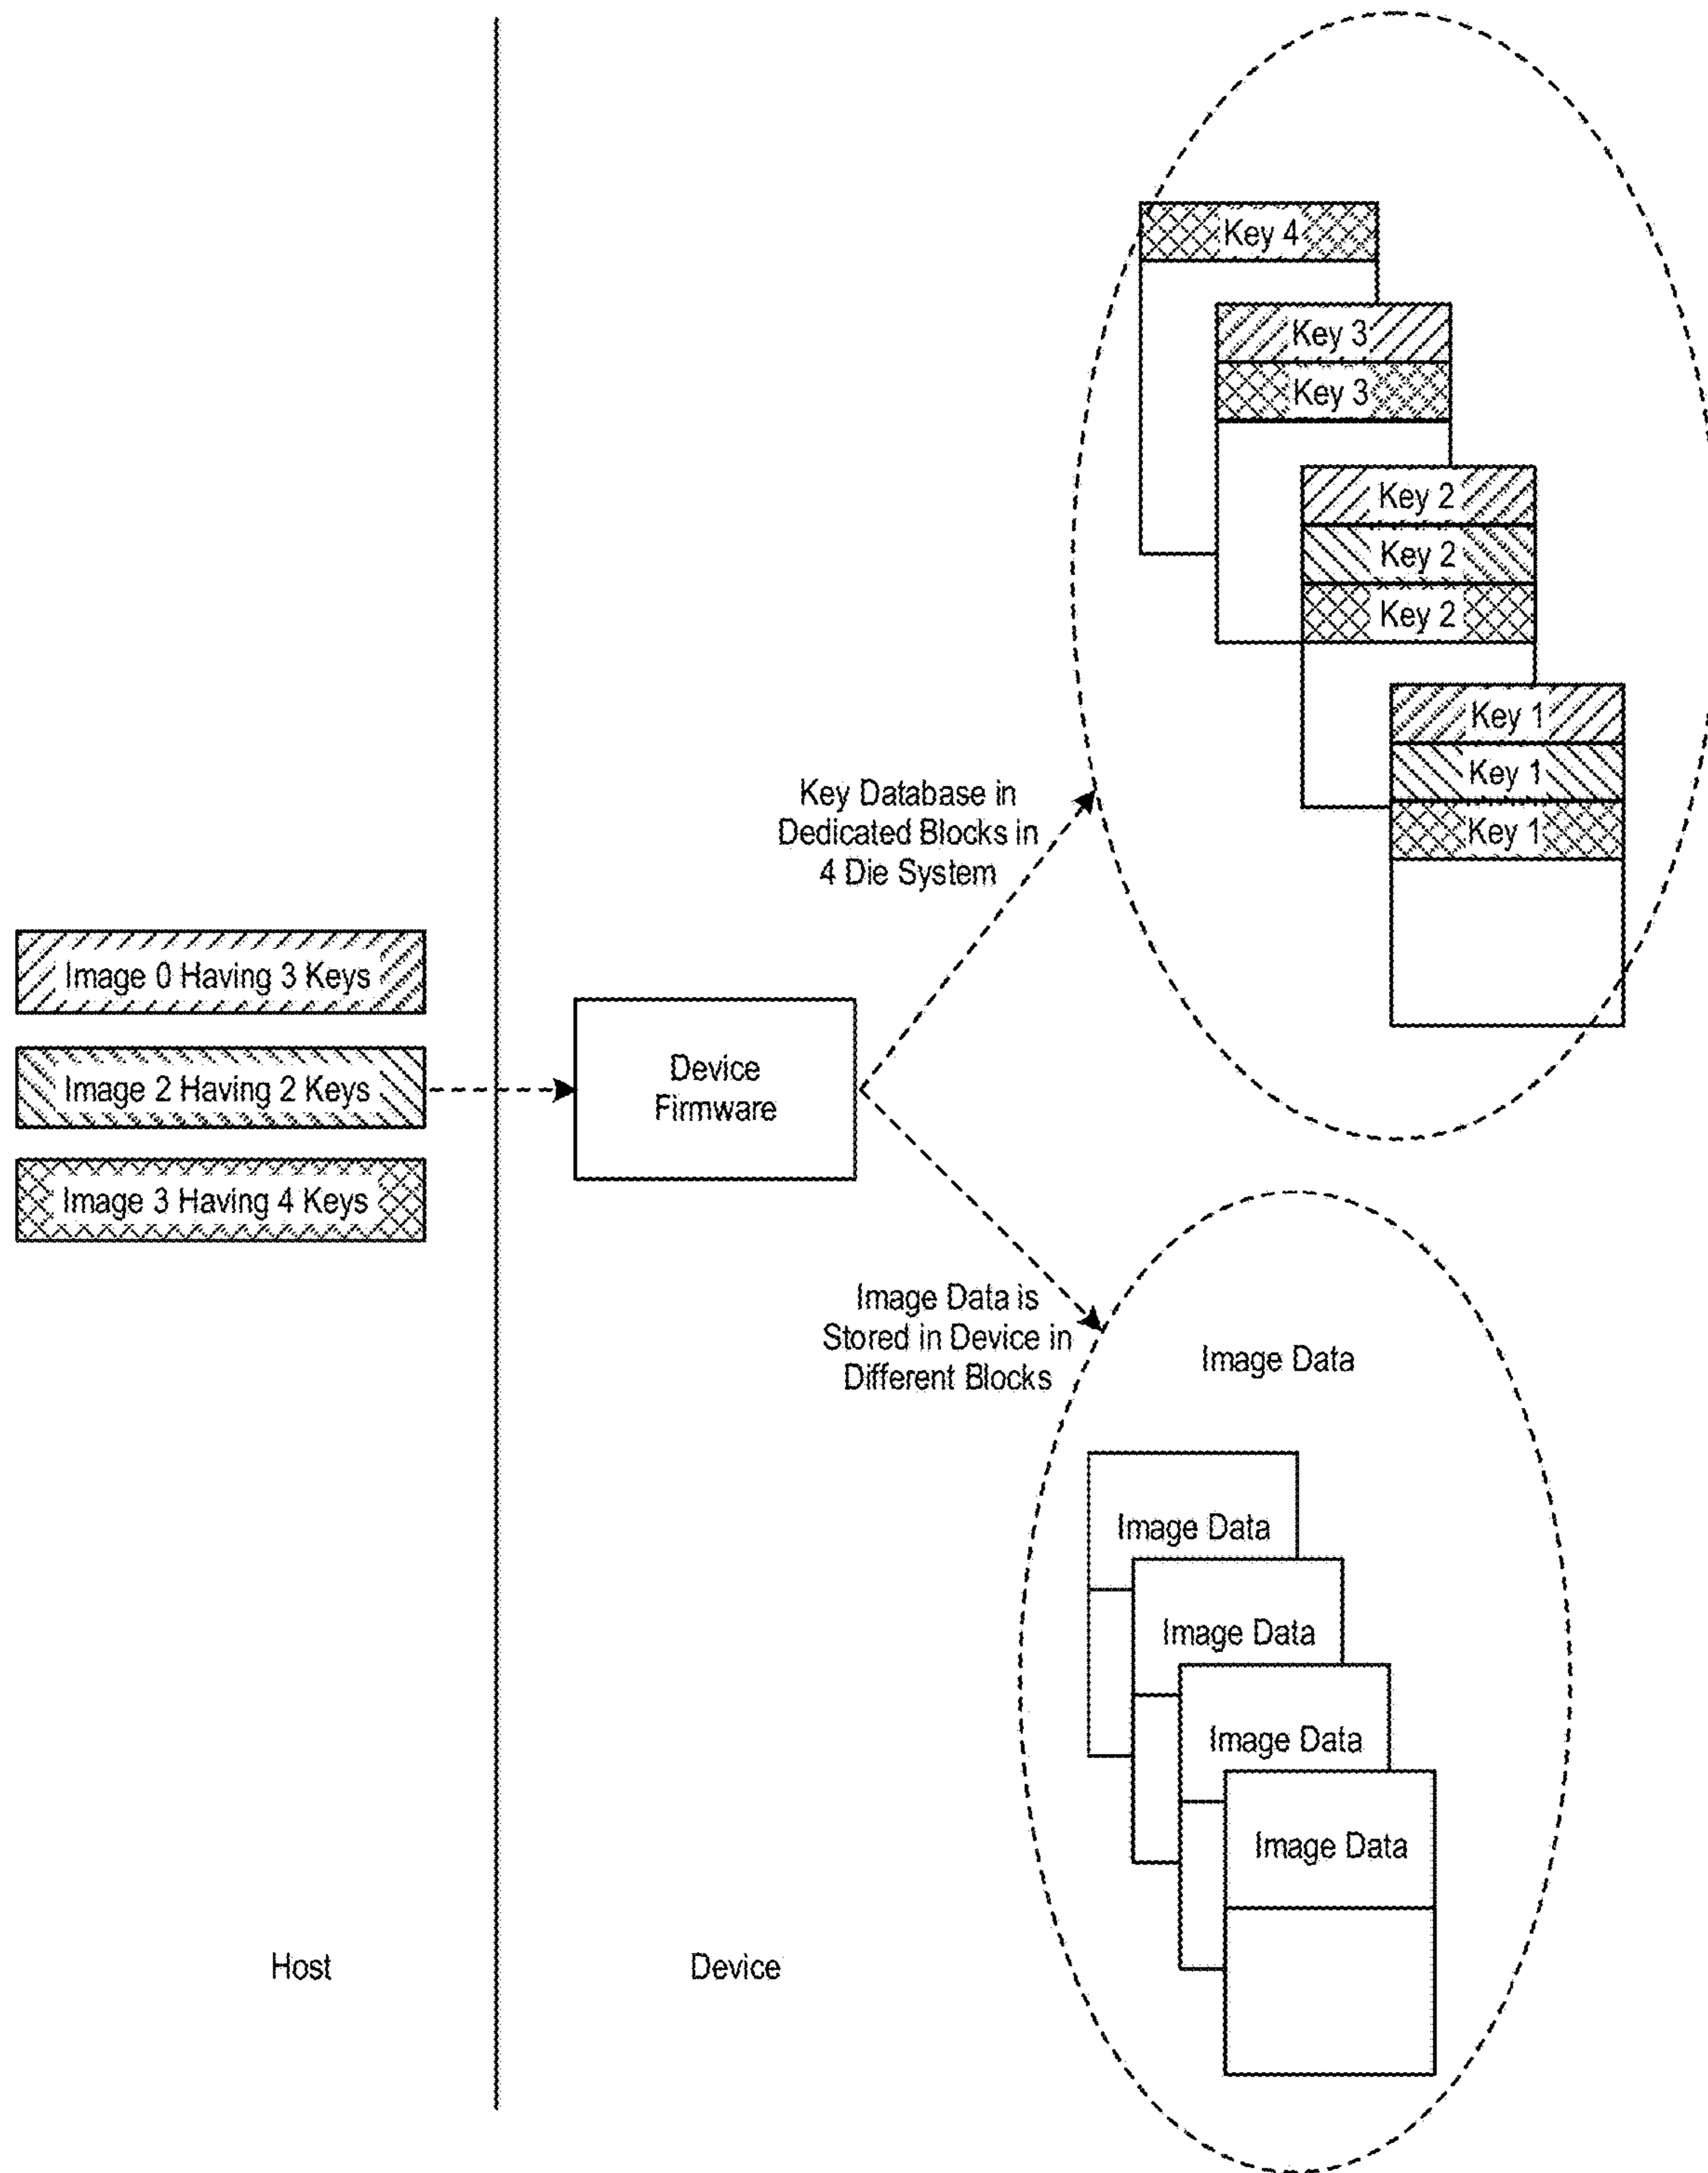 Key 4
Key 3
Key 3
Key 2
Key 2
Key 2
Key 1
Key 1
Key 1
Key Database in
Dedicated Blocks in
4 Die System
Image 0 Having 3 Keys
Image 2 Having 2 Keys
Image 3 Having 4 Keys
Device
Firmware
Image Data is
Stored in Device in
Different Blocks
Image Data
Image Data
Image Data
Image Data
Image Data
Host
Device